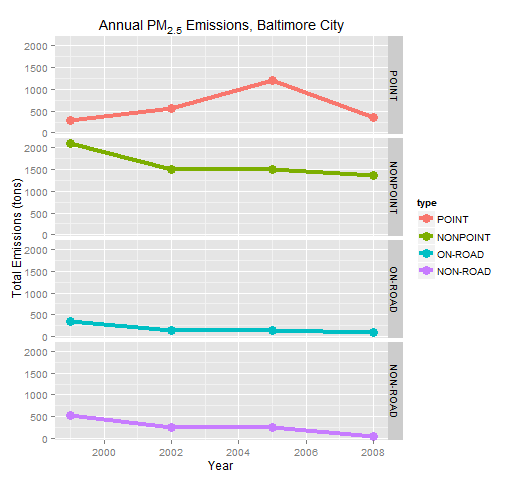 Annual PM2.5 Emissions, Baltimore City
Total Emissions (tons)
2000
1500
1000
500
0
POINT
2000
1500
1000
500
0
NONPOINT
2000
1500
1000
500
0
ON-ROAD
2000
1500
1000
500
0
NON-ROAD
2000 2002 2004 2006 2008
Year
type
POINT
NONPOINT
ON-ROAD
NON-ROAD